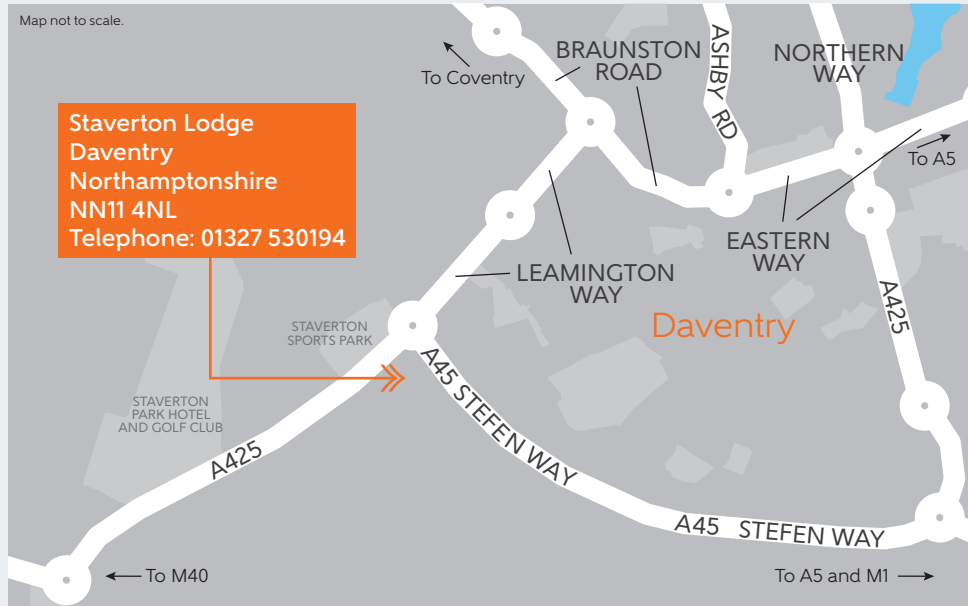 Map not to scale.
To Coventry
BRAUNSTON
ROAD
ASHBY RD
NORTHERN
WAY
To A5
Staverton Lodge
Daventry
Northamptonshire
NN11 4NL
Telephone: 01327 530194
EASTERN
WAY
LEAMINGTON
WAY
A425
Daventry
STAVERTON
SPORTS PARK
STAVERTON
PARK HOTEL
AND GOLF CLUB
A425
A45 STEFEN WAY
A45 STEFEN WAY
To M40
To A5 and M1